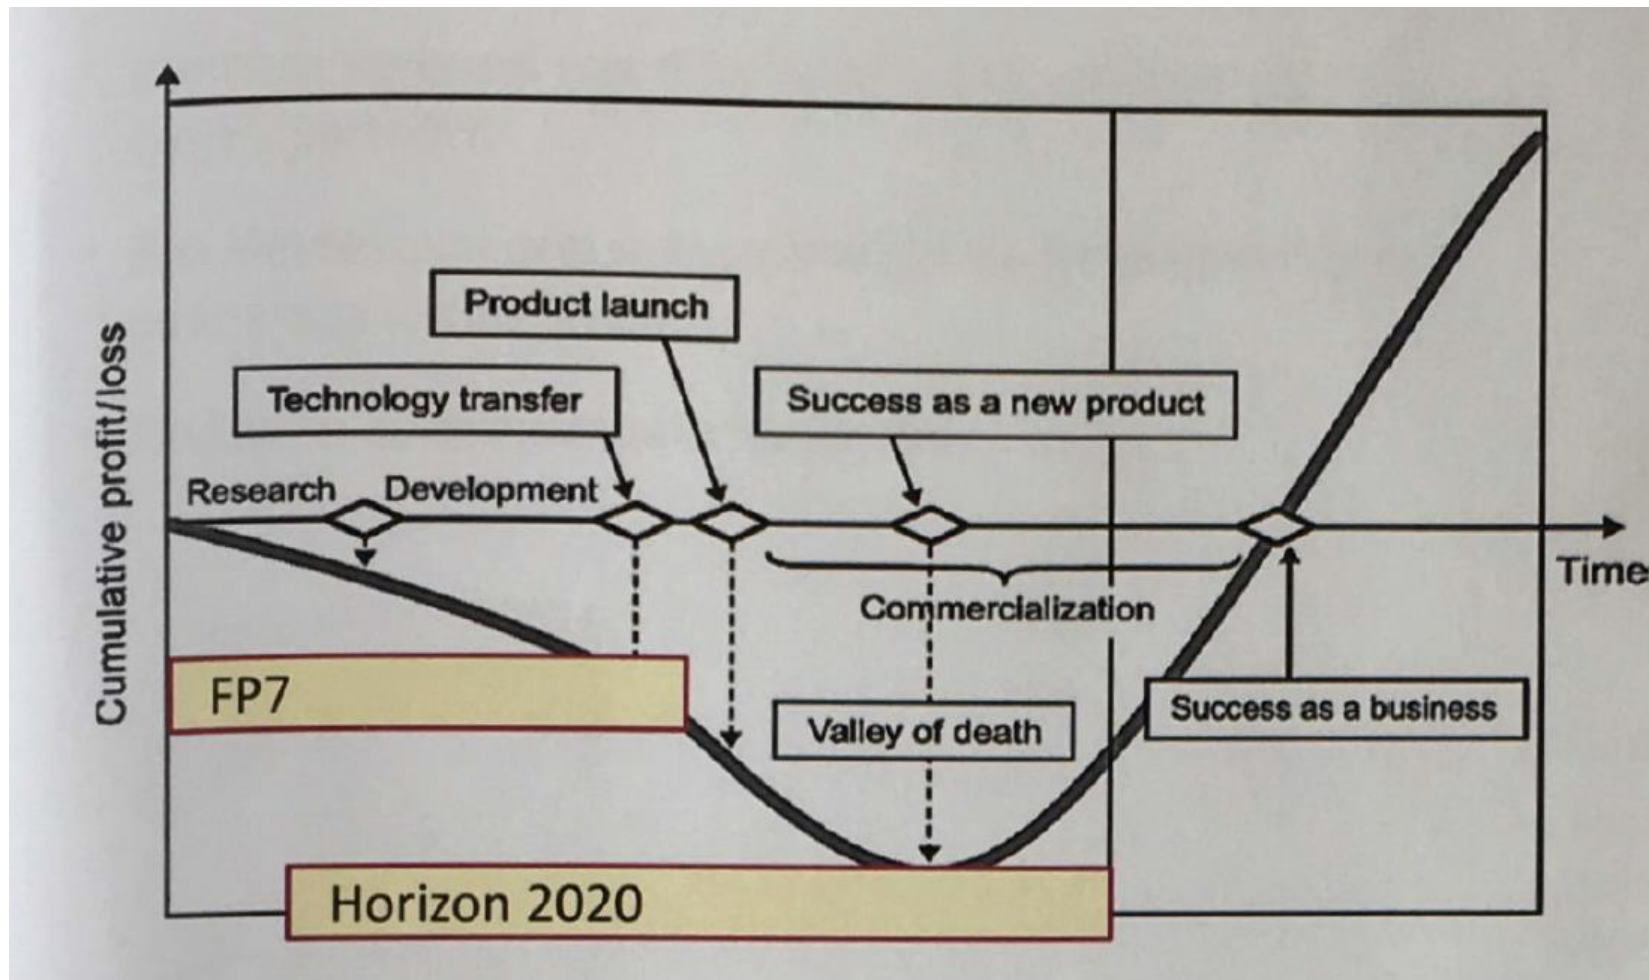 Cumulative profit/loss
Product launch
Technology transfer
Success as a new product
Research
Development
Time
Commercialization
FP7
Valley of death
Success as a business
Horizon 2020